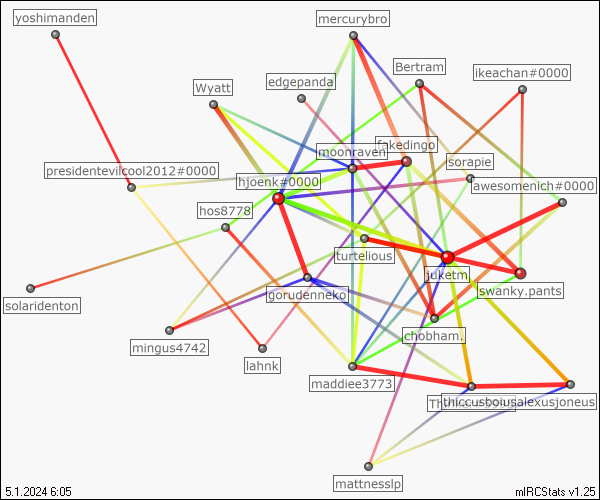 yoshimanden
mercurybro
Bertram
ikeachan#0000
edgepanda
Wyatt
fakedingo
moonraven
sorapie
presidentevilcool2012#0000
hjoenk#0000
awesomenich#0000
hos8778
turtelious
juketm
swanky.pants
gorudenneko
solaridenton
chobham.
mingus4742
lahnk
maddiee3773
thiccusboiusalexusjoneus
mattnesslp
5.1.2024 6:05
mIRCStats v1.25